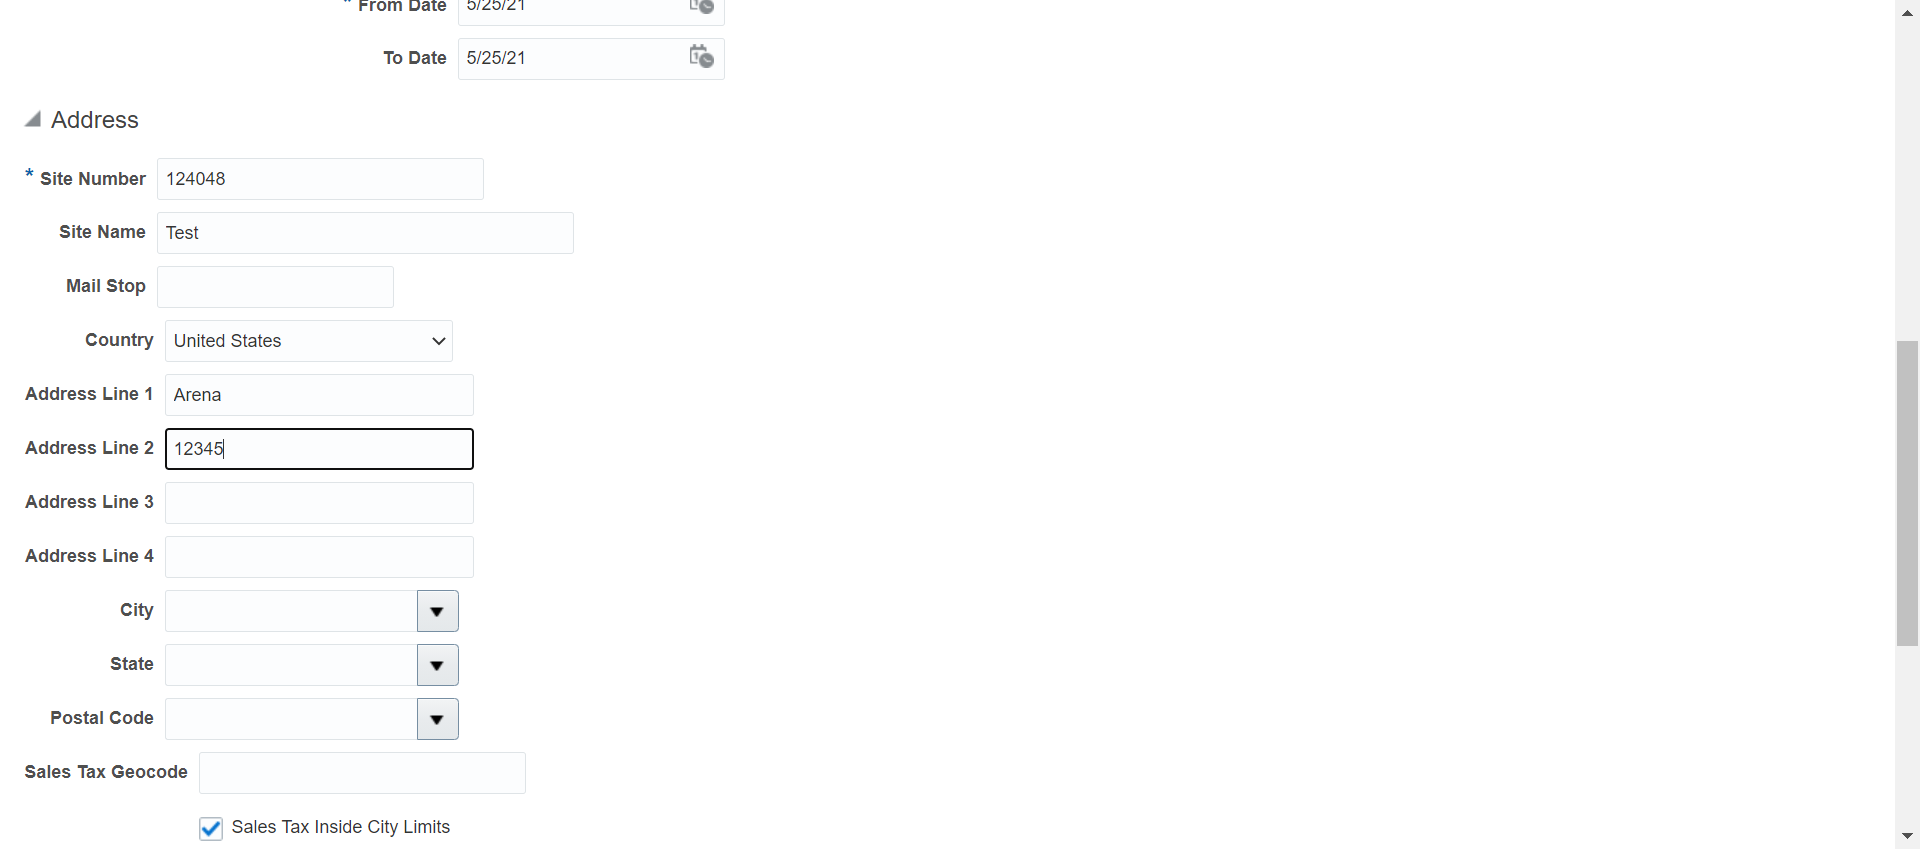 * From Date 5/25/21
To Date 5/25/21
Address
* Site Number 124048
Site Name Test
Mail Stop
Country United States
Address Line 1 Arena
Address Line 2 12345
Address Line 3
Address Line 4
City
State
Postal Code
Sales Tax Geocode
Sales Tax Inside City Limits